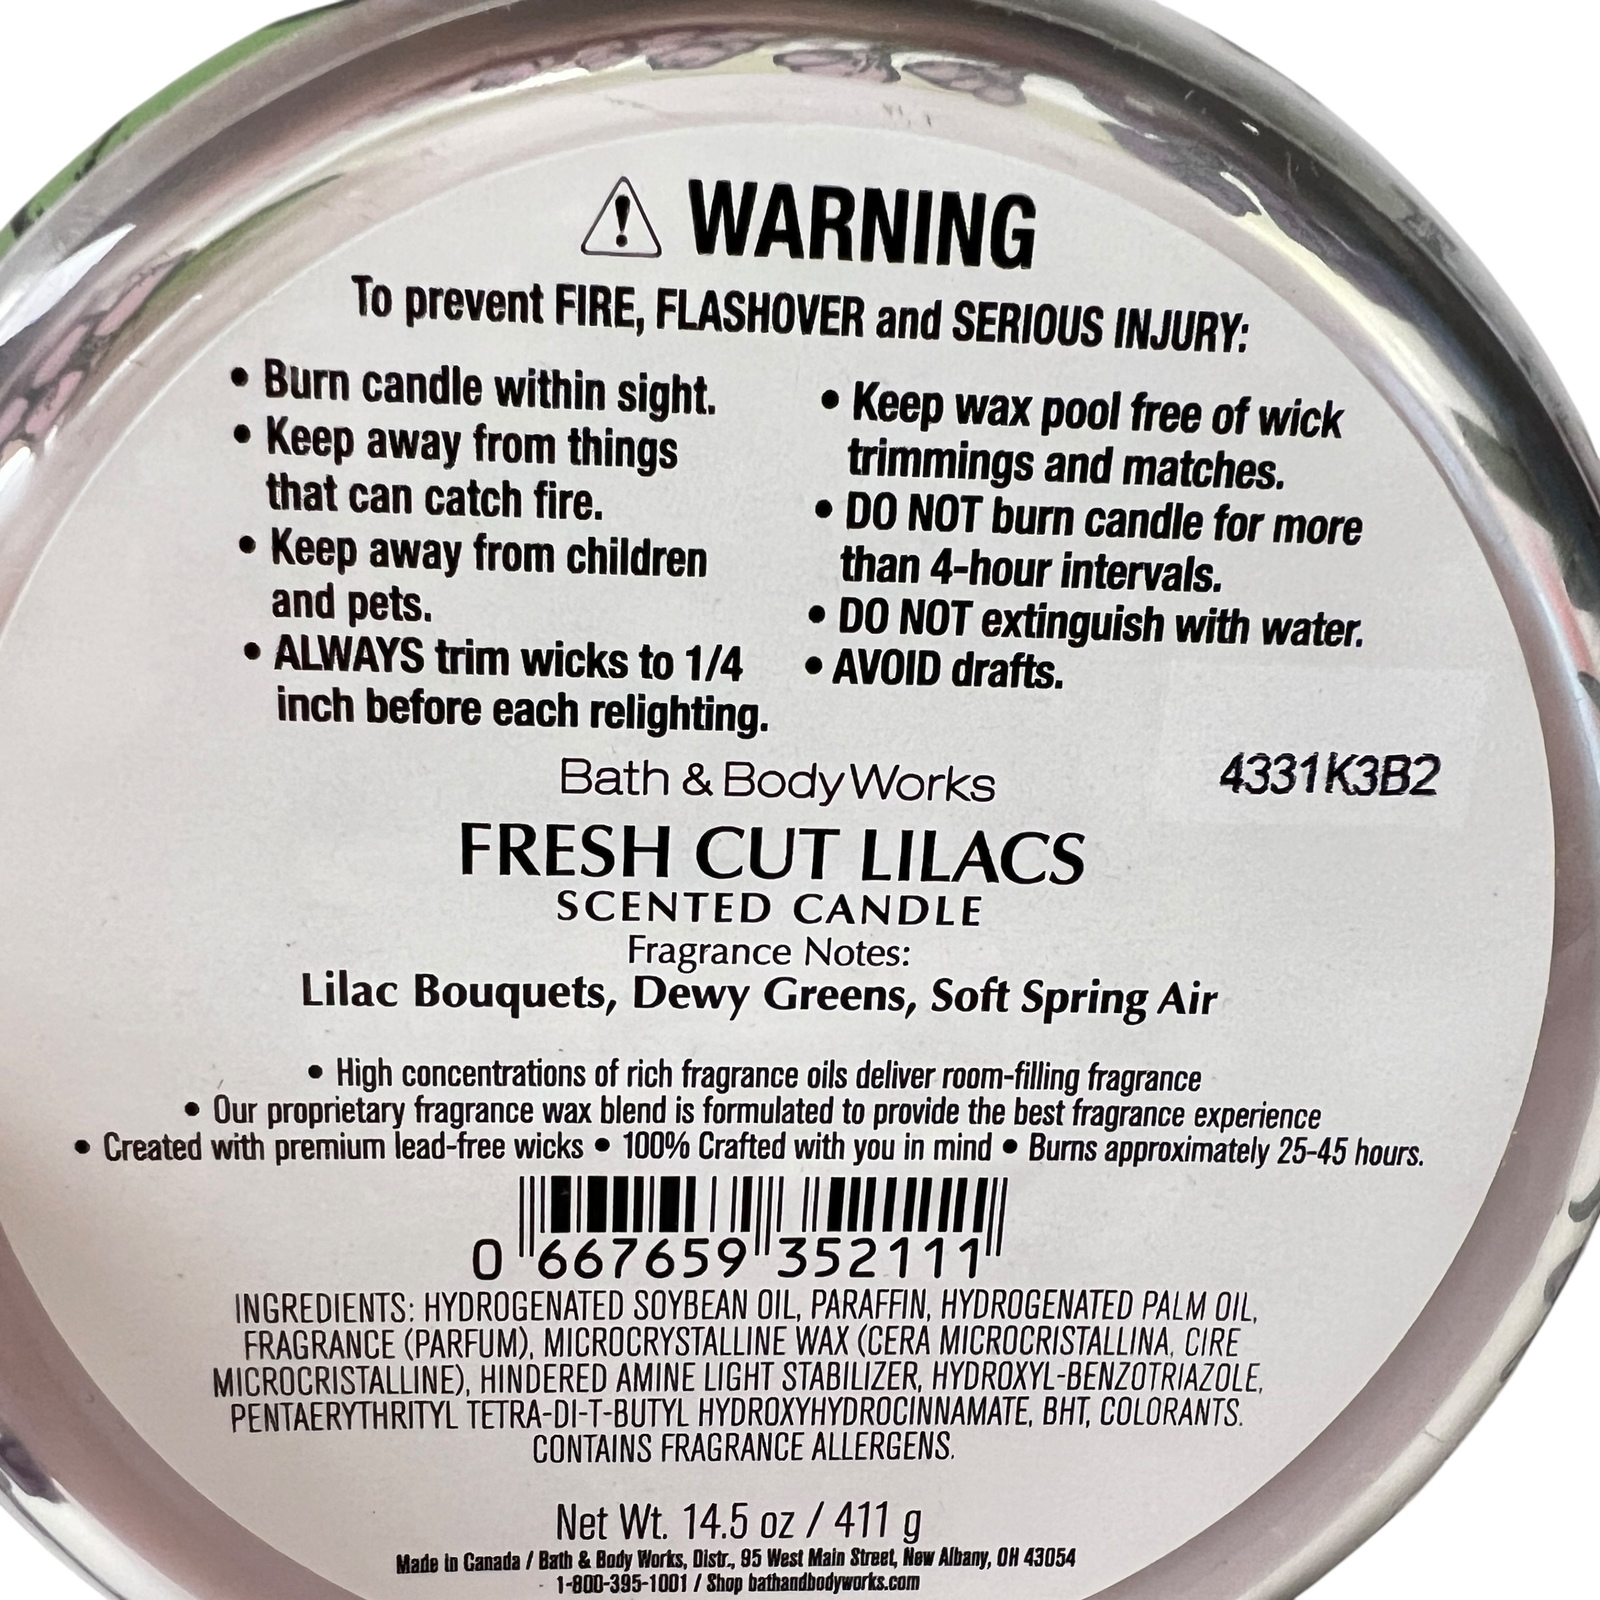 WARNING
To prevent FIRE, FLASHOVER and SERIOUS INJURY:
• Burn candle within sight.
• Keep away from things
that can catch fire.
• Keep away from children
and pets.
• ALWAYS trim wicks to 1/4
inch before each relighting.
• Keep wax pool free of wick
trimmings and matches.
• DO NOT burn candle for more
than 4-hour intervals.
• DO NOT extinguish with water.
• AVOID drafts.
Bath & Body Works
4331K3B2
FRESH CUT LILACS
SCENTED CANDLE
Fragrance Notes:
Lilac Bouquets, Dewy Greens, Soft Spring Air
• High concentrations of rich fragrance oils deliver room-filling fragrance
• Our proprietary fragrance wax blend is formulated to provide the best fragrance experience
• Created with premium lead-free wicks • 100% Crafted with you in mind • Burns approximately 25-45 hours.
0 667659 352111
INGREDIENTS: HYDROGENATED SOYBEAN OIL, PARAFFIN, HYDROGENATED PALM OIL,
FRAGRANCE (PARFUM), MICROCRYSTALLINE WAX (CERA MICROCRISTALLINA, CIRE
MICROCRISTALLINE), HINDERED AMINE LIGHT STABILIZER, HYDROXYL-BENZOTRIAZOLE,
PENTAERYTHRITYL TETRA-DI-T-BUTYL HYDROXYHYDROCINNAMATE, BHT, COLORANTS.
CONTAINS FRAGRANCE ALLERGENS.
Net Wt. 14.5 oz / 411 g
Made in Canada / Bath & Body Works, Distr., 95 West Main Street, New Albany, OH 43054
1-800-395-1001 / Shop bathandbodyworks.com